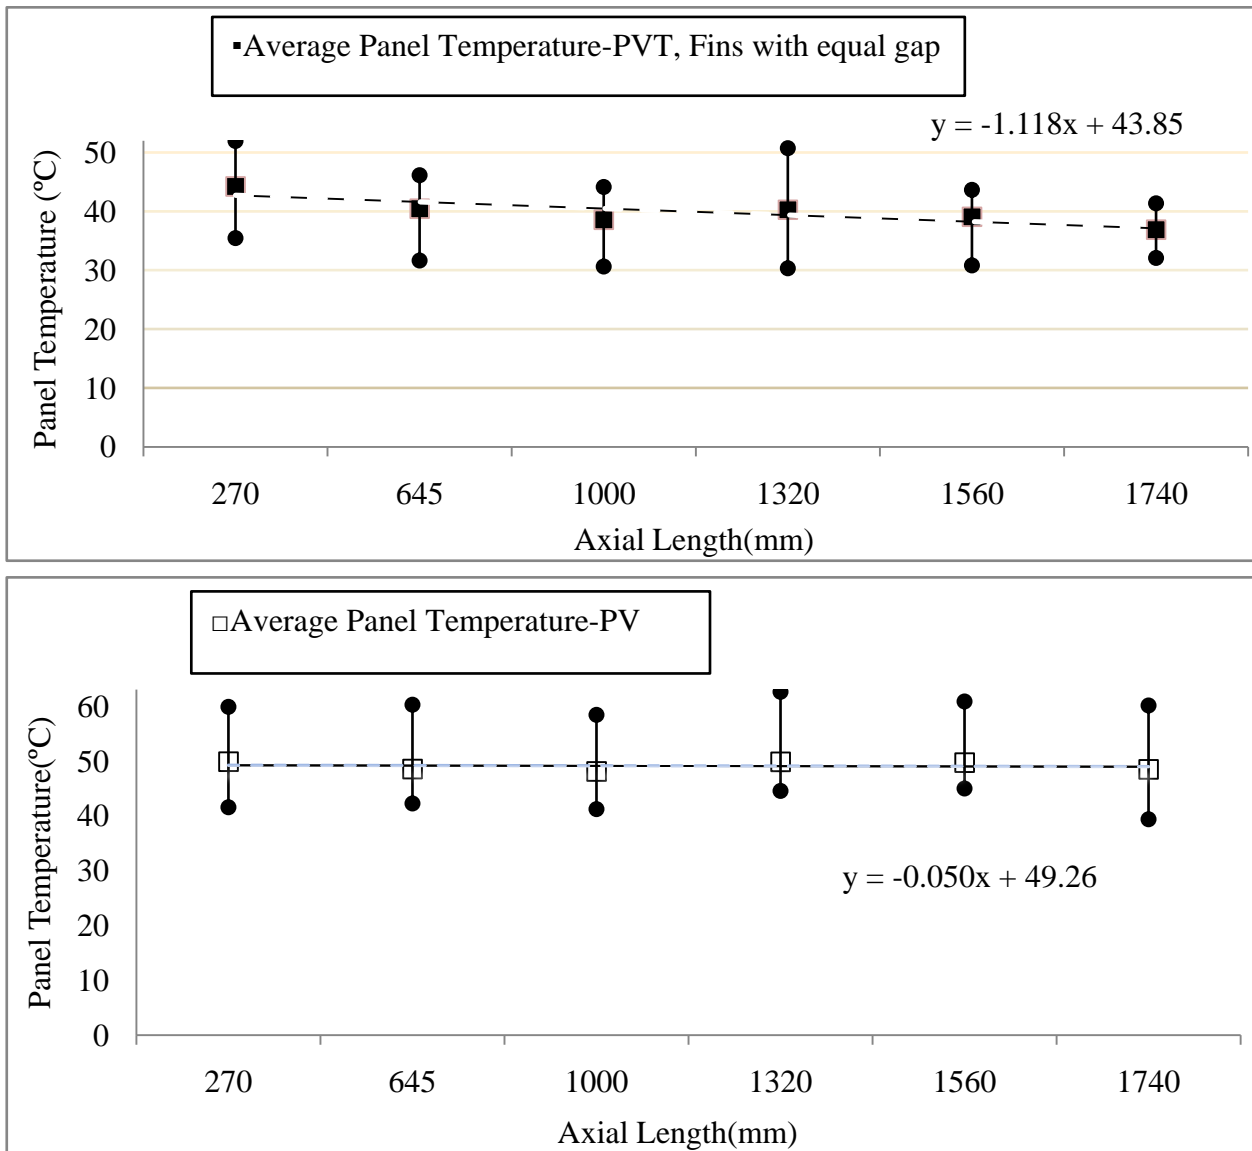 ▪Average Panel Temperature-PVT, Fins with equal gap
y = -1.118x + 43.85
Panel Temperature (ºC)
50
40
30
20
10
0
270 645 1000 1320 1560 1740
Axial Length(mm)
□Average Panel Temperature-PV
Panel Temperature(ºC)
60
50
40
30
20
10
0
y = -0.050x + 49.26
270 645 1000 1320 1560 1740
Axial Length(mm)